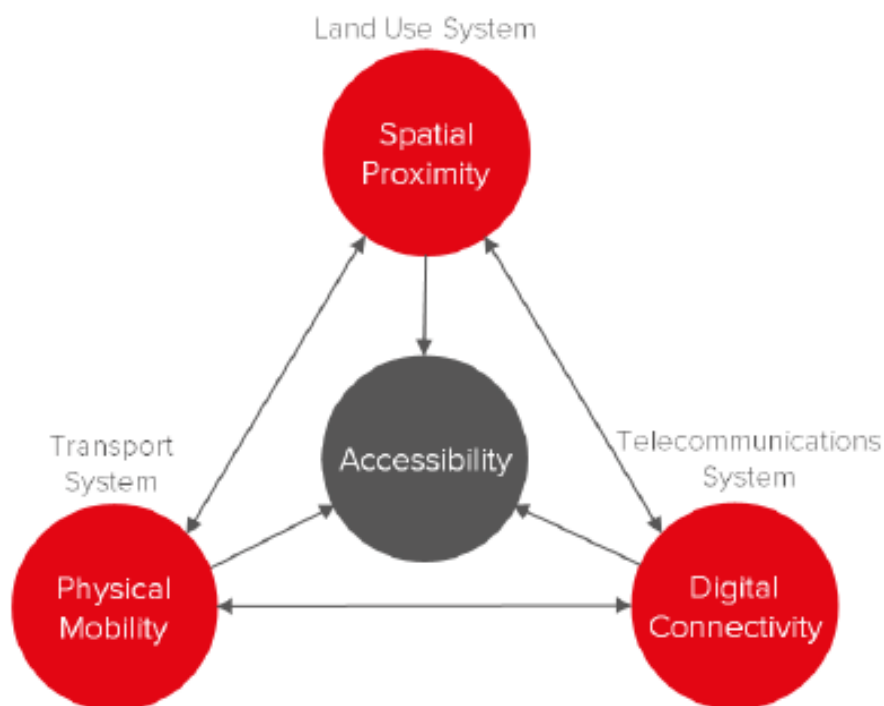 Land Use System
Spatial
Proximity
Accessibility
Transport
System
Telecommunications
System
Physical
Mobility
Digital
Connectivity